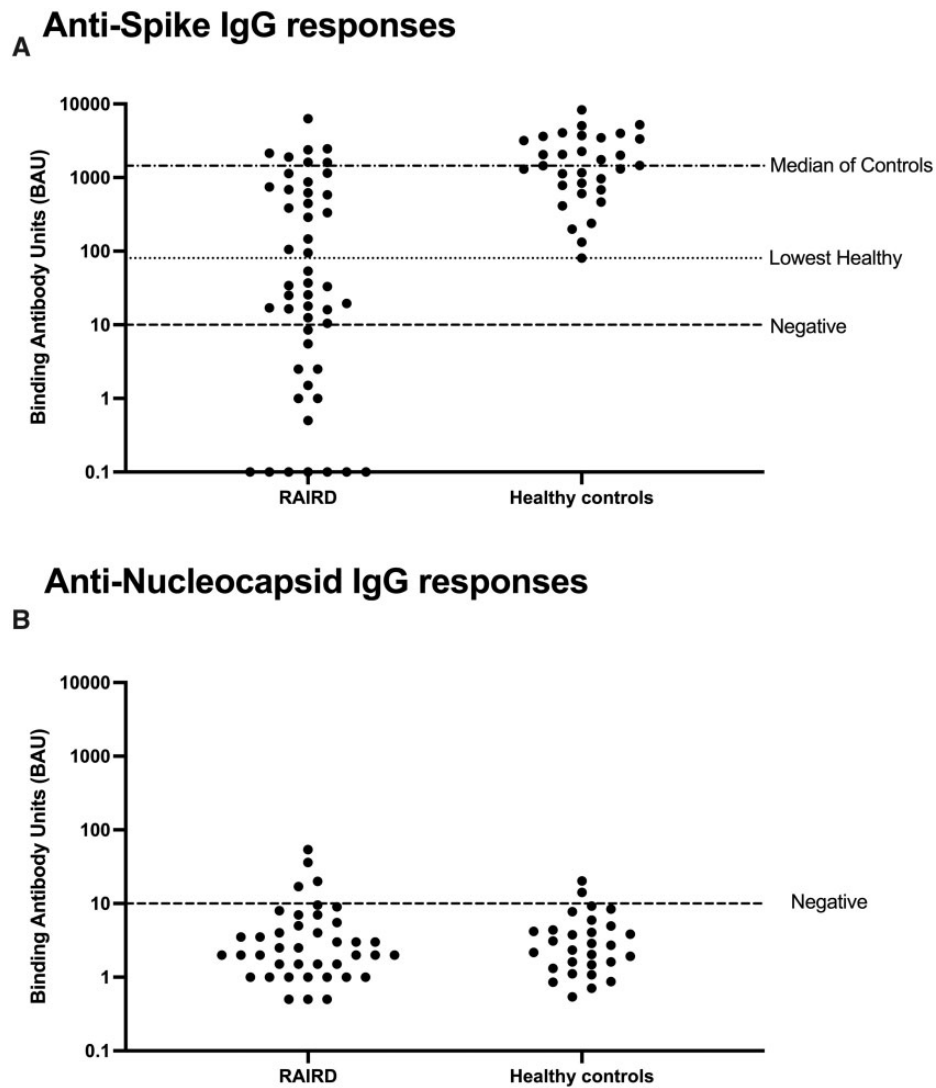 Anti-Spike IgG responses
A
Binding Antibody Units (BAU)
10000
1000
100
10
1
0.1
Median of Controls
Lowest Healthy
Negative
RAIRD
Healthy controls
Anti-Nucleocapsid IgG responses
B
Binding Antibody Units (BAU)
10000
1000
100
10
1
0.1
Negative
RAIRD
Healthy controls